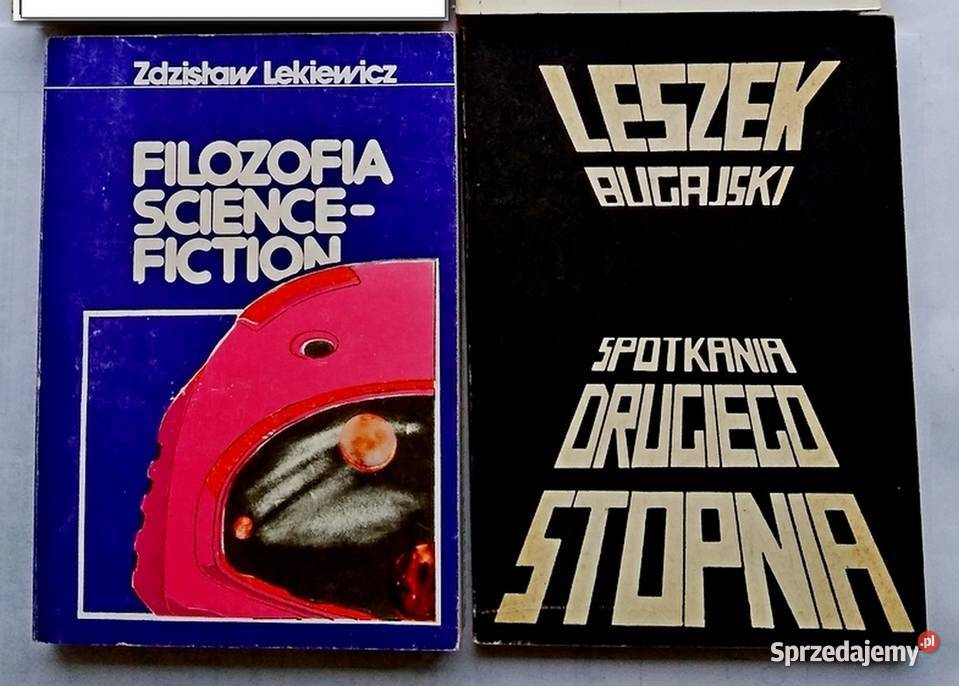 Zdzisław Lekiewicz
FILOZOFIA
SCIENCE-
FICTION
LESZEK
BUGAJSKI
SPOTKANIA
DRUGIEGO
STOPNIA
Sprzedajemy.pl